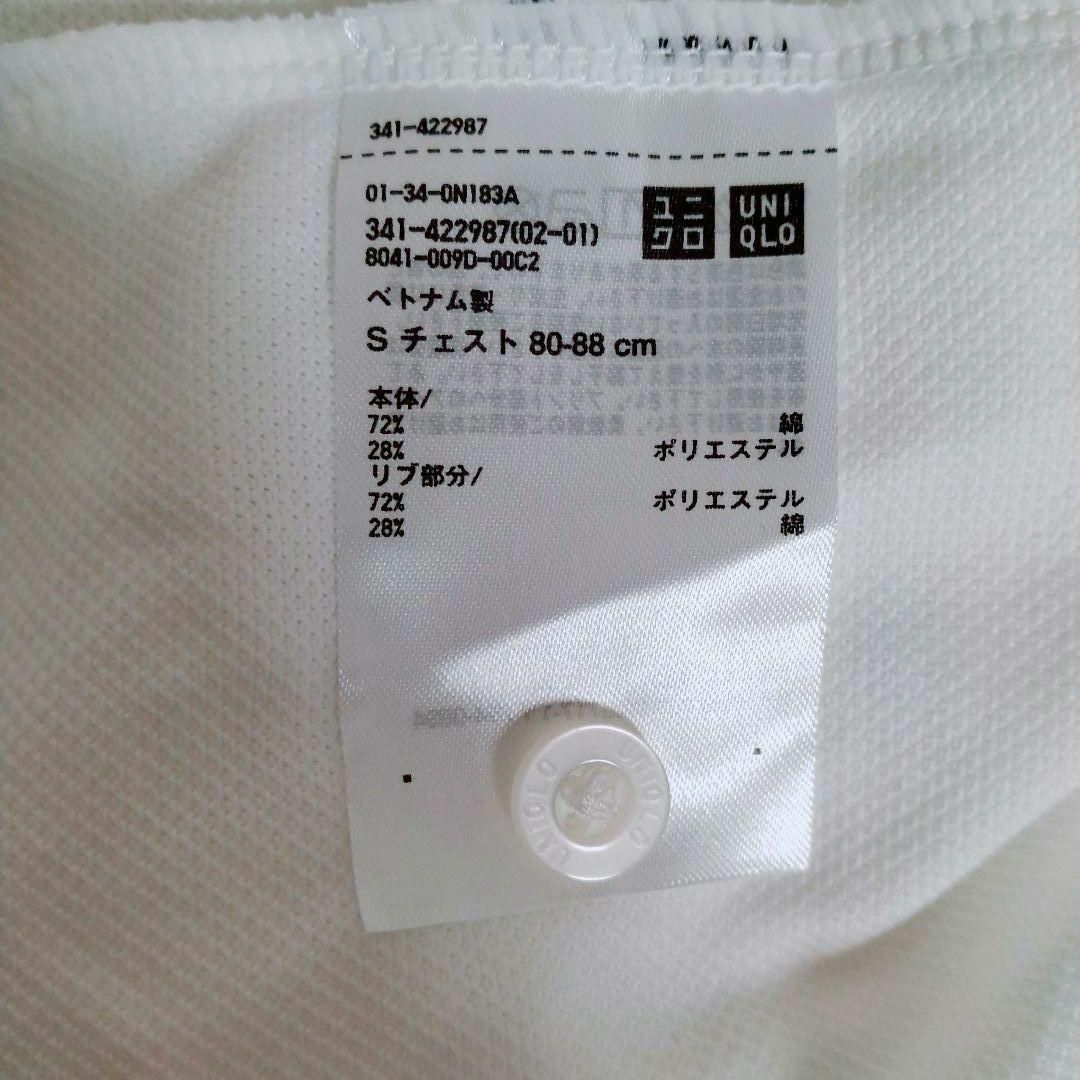 341-422987
01-34-0N183A
341-422987(02-01)
8041-009D-00C2
ユニ
クロ
UNI
QLO
ベトナム製
S チェスト 80-88 cm
本体/
72% 綿
28% ポリエステル
リブ部分/
72% ポリエステル
28% 綿
UNIQLO
UNIQLO